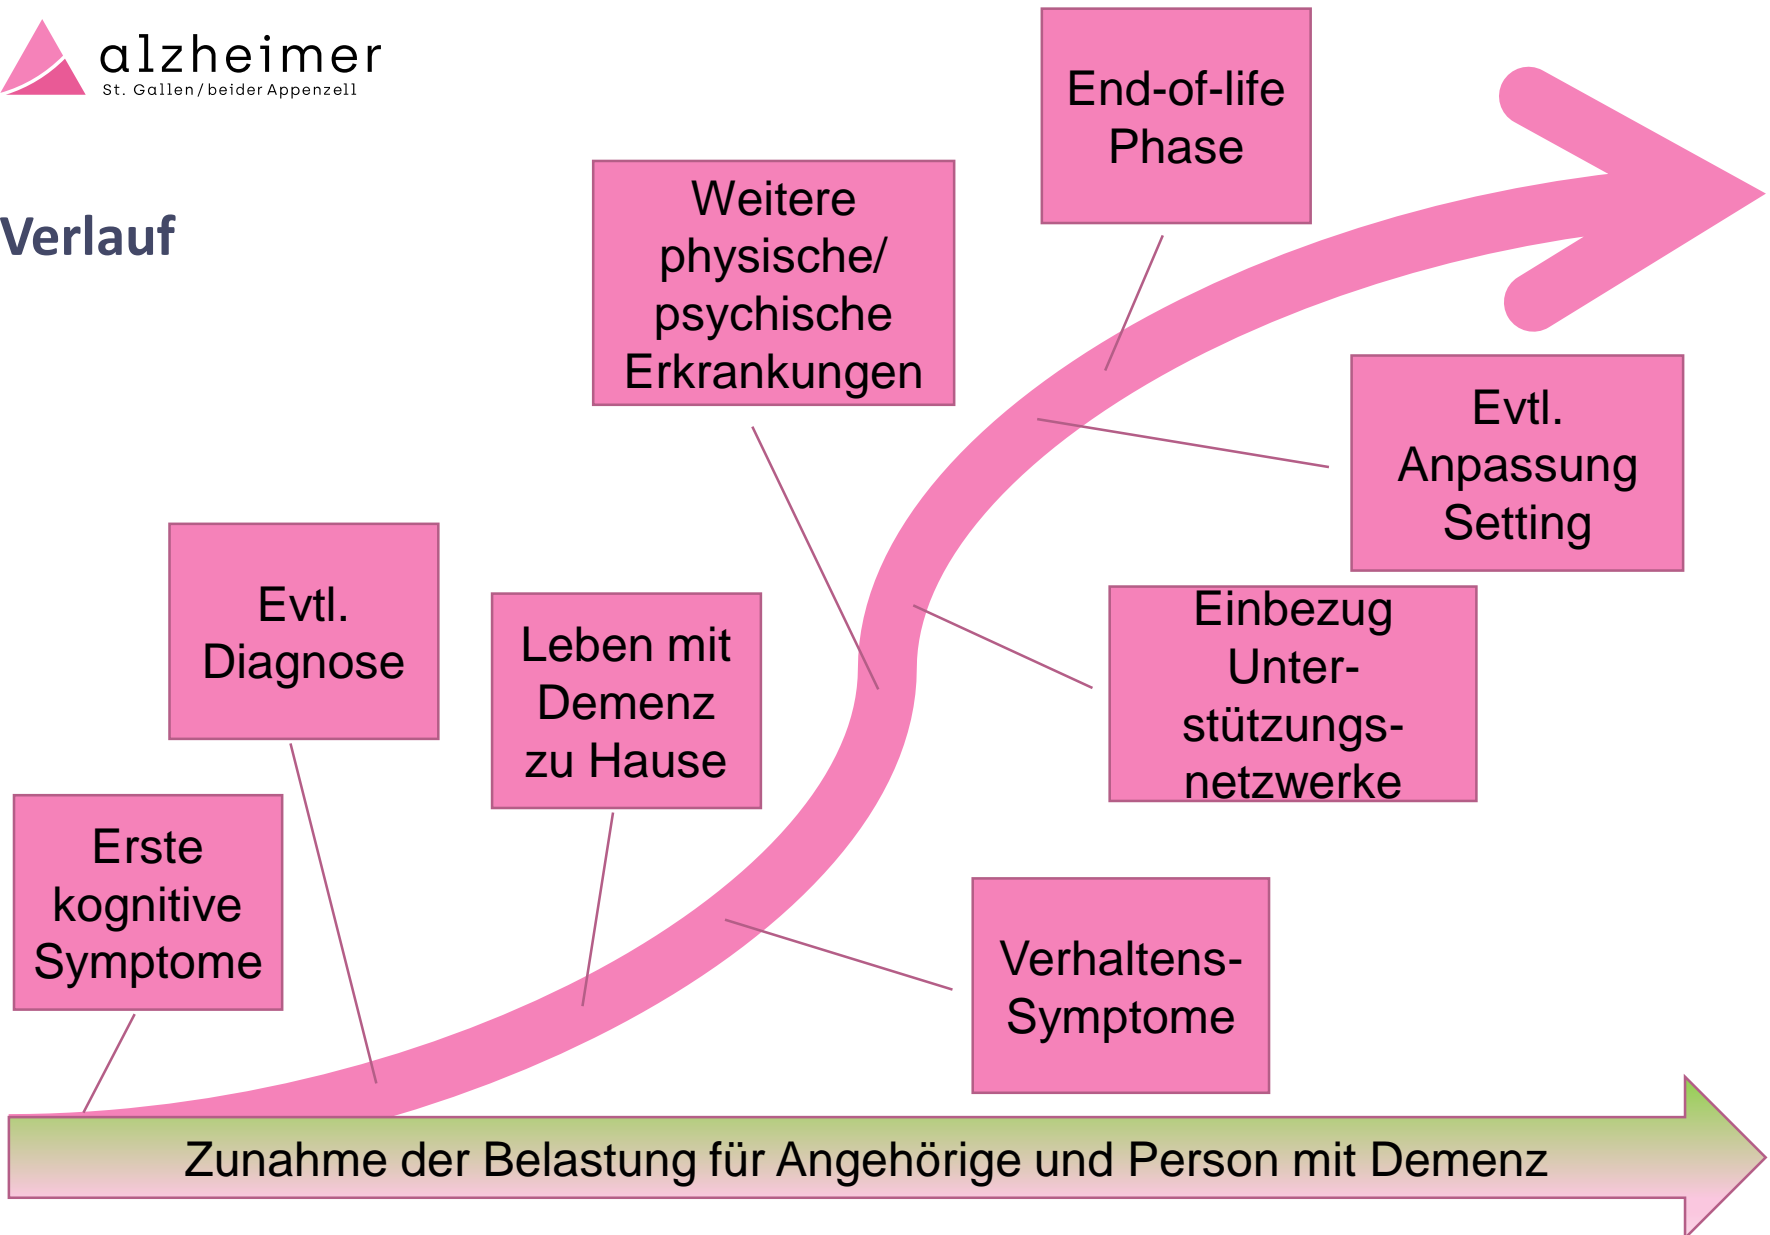 alzheimer
St. Gallen/beider Appenzell
Verlauf
End-of-life
Phase
Weitere
physische/
psychische
Erkrankungen
Evtl.
Anpassung
Setting
Evtl.
Diagnose
Leben mit
Demenz
zu Hause
Einbezug
Unter-
stützungs-
netzwerke
Erste
kognitive
Symptome
Verhaltens-
Symptome
Zunahme der Belastung für Angehörige und Person mit Demenz